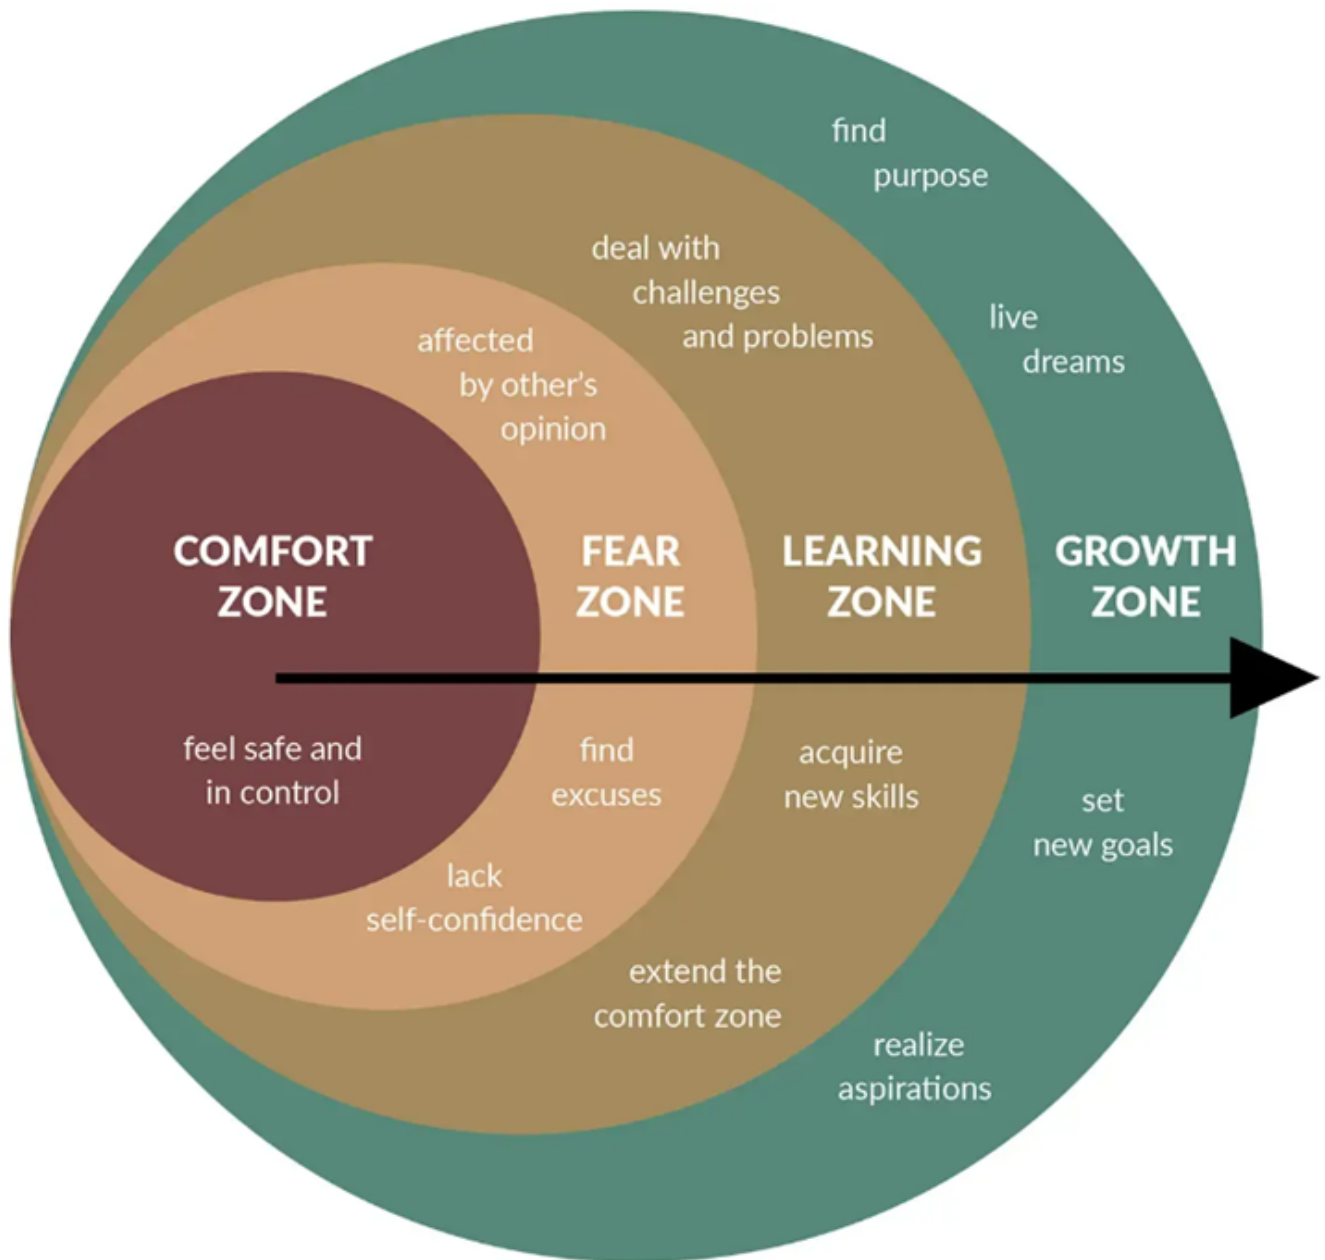 find
purpose
deal with
challenges
and problems
live
dreams
affected
by other's
opinion
COMFORT
ZONE
FEAR
ZONE
LEARNING
ZONE
GROWTH
ZONE
feel safe and
in control
find
excuses
acquire
new skills
set
new goals
lack
self-confidence
extend the
comfort zone
realize
aspirations